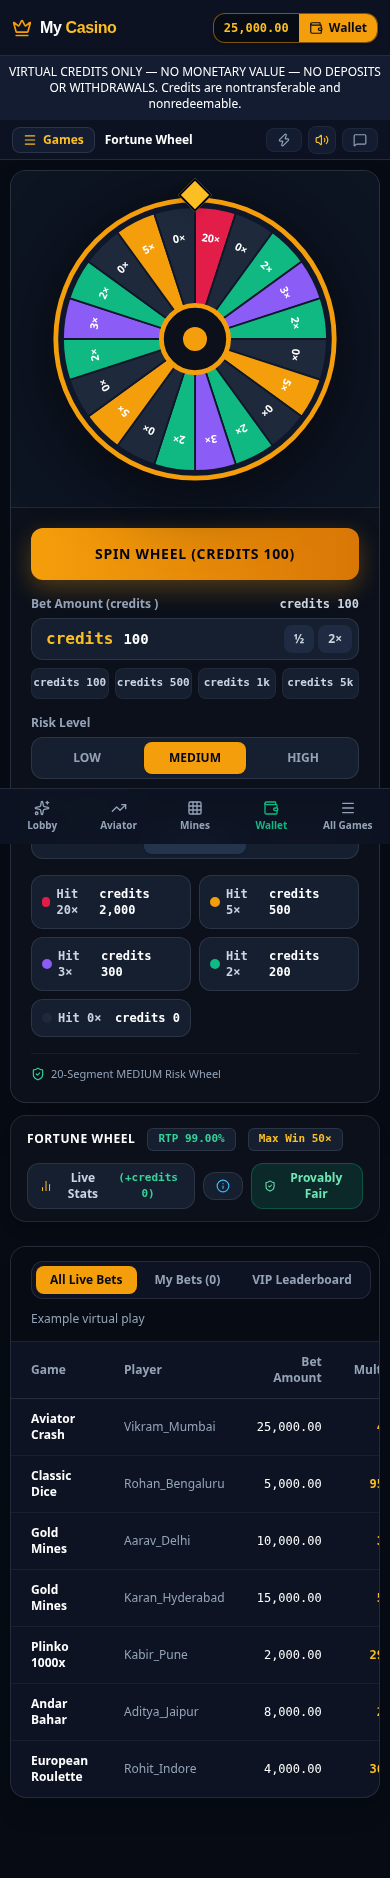 My Casino
25,000.00 Wallet
VIRTUAL CREDITS ONLY — NO MONETARY VALUE — NO DEPOSITS
OR WITHDRAWALS. Credits are nontransferable and
nonredeemable.
Games Fortune Wheel
20×
0×
2×
3×
2×
0×
5×
0×
2×
3×
2×
0×
5×
0×
2×
3×
2×
0×
5×
0×
SPIN WHEEL (CREDITS 100)
Bet Amount (credits ) credits 100
credits 100 ½ 2×
credits 100 credits 500 credits 1k credits 5k
Risk Level
LOW MEDIUM HIGH
Lobby Aviator Mines Wallet All Games
Hit 20× credits 2,000
Hit 5× credits 500
Hit 3× credits 300
Hit 2× credits 200
Hit 0× credits 0
20-Segment MEDIUM Risk Wheel
FORTUNE WHEEL RTP 99.00% Max Win 50×
Live Stats (+credits 0) Provably Fair
All Live Bets My Bets (0) VIP Leaderboard
Example virtual play
Game Player Bet Amount
Aviator Crash Vikram_Mumbai 25,000.00
Classic Dice Rohan_Bengaluru 5,000.00
Gold Mines Aarav_Delhi 10,000.00
Gold Mines Karan_Hyderabad 15,000.00
Plinko 1000x Kabir_Pune 2,000.00
Andar Bahar Aditya_Jaipur 8,000.00
European Roulette Rohit_Indore 4,000.00